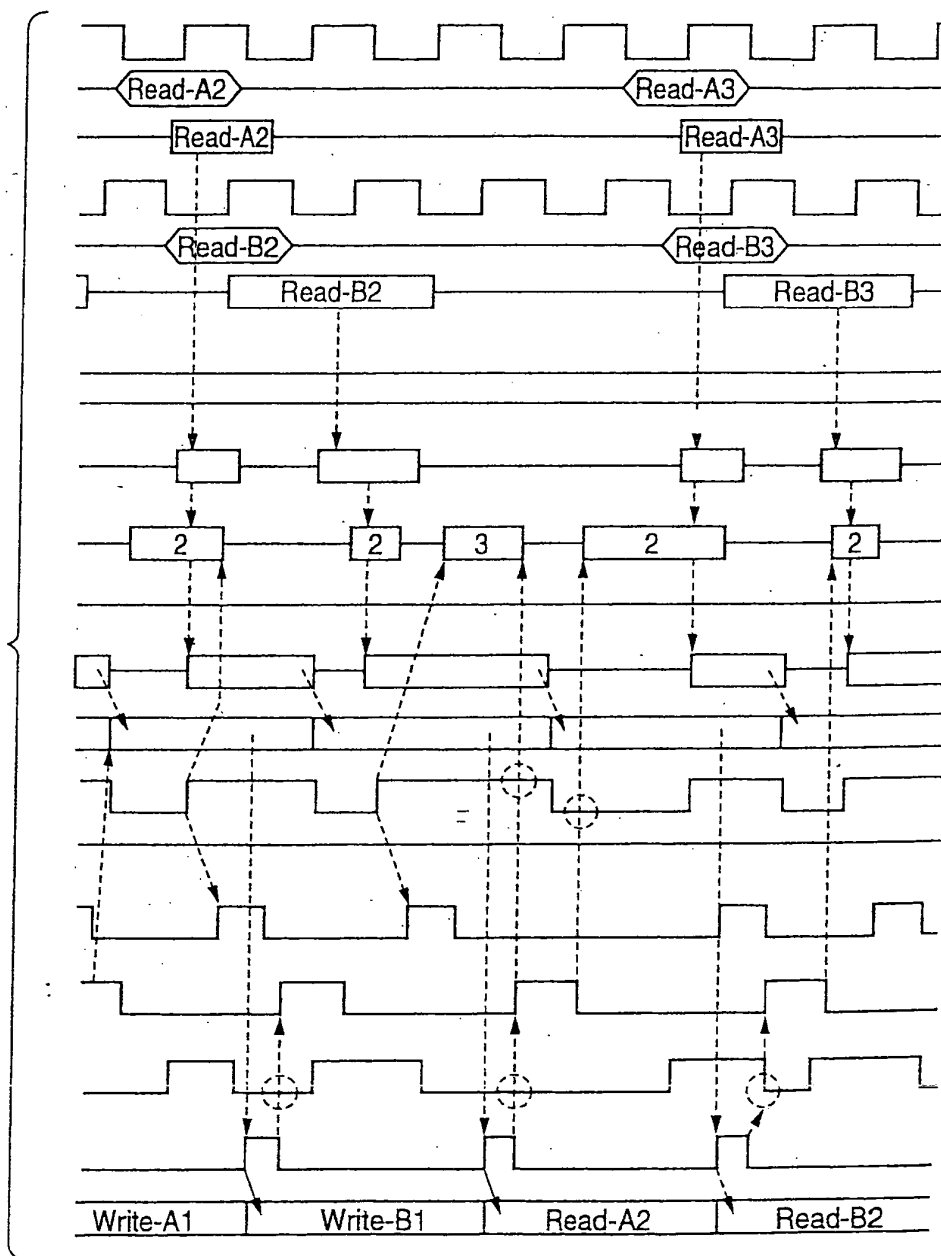 Read-A2 Read-A3
Read-A2 Read-A3
Read-B2 Read-B3
Read-B2 Read-B3
2 2 3 2 2
Write-A1 Write-B1 Read-A2 Read-B2